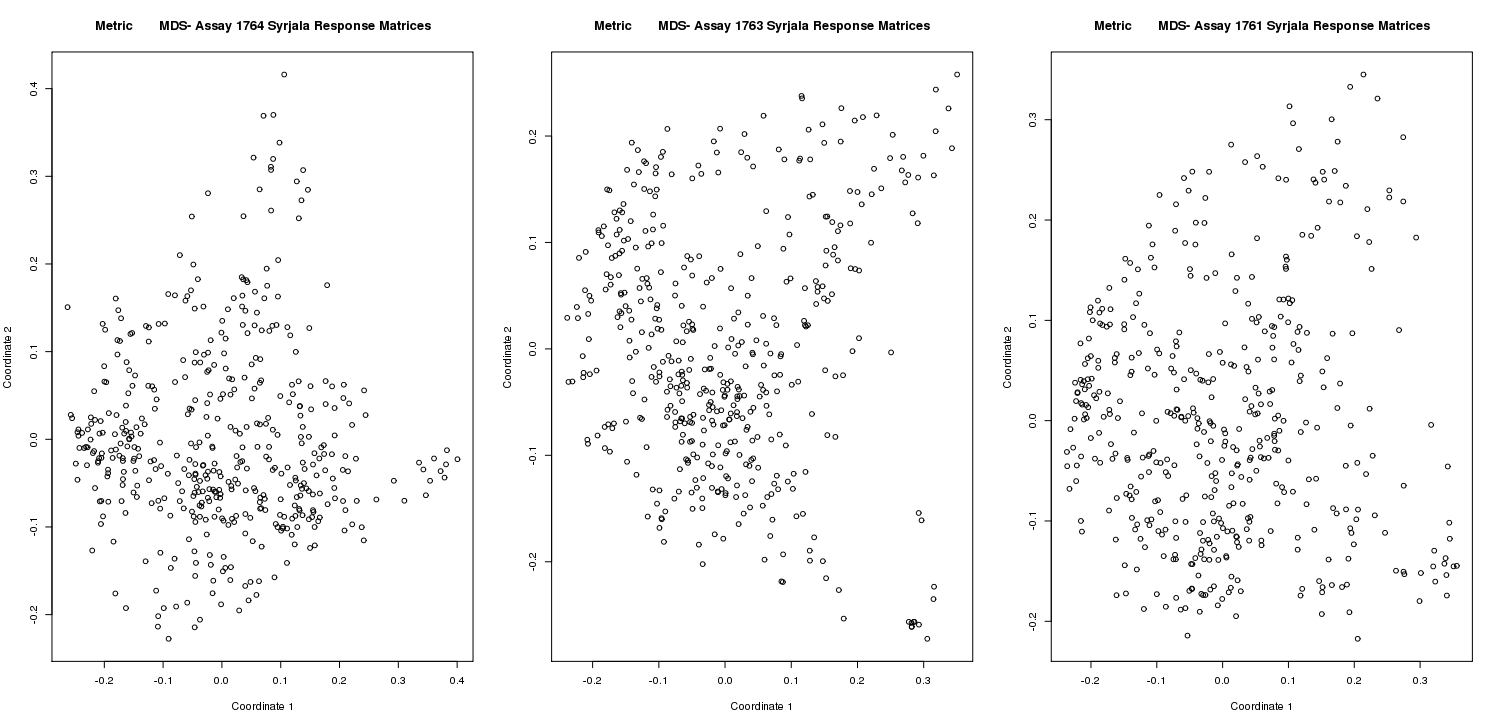 Metric MDS- Assay 1764 Syrjala Response Matrices
Coordinate 2
0.4
0.3
0.2
0.1
0.0
-0.1
-0.2
-0.2 -0.1 0.0 0.1 0.2 0.3 0.4
Coordinate 1
Metric MDS- Assay 1763 Syrjala Response Matrices
Coordinate 2
0.2
0.1
0.0
-0.1
-0.2
-0.2 -0.1 0.0 0.1 0.2 0.3
Coordinate 1
Metric MDS- Assay 1761 Syrjala Response Matrices
Coordinate 2
0.3
0.2
0.1
0.0
-0.1
-0.2
-0.2 -0.1 0.0 0.1 0.2 0.3
Coordinate 1